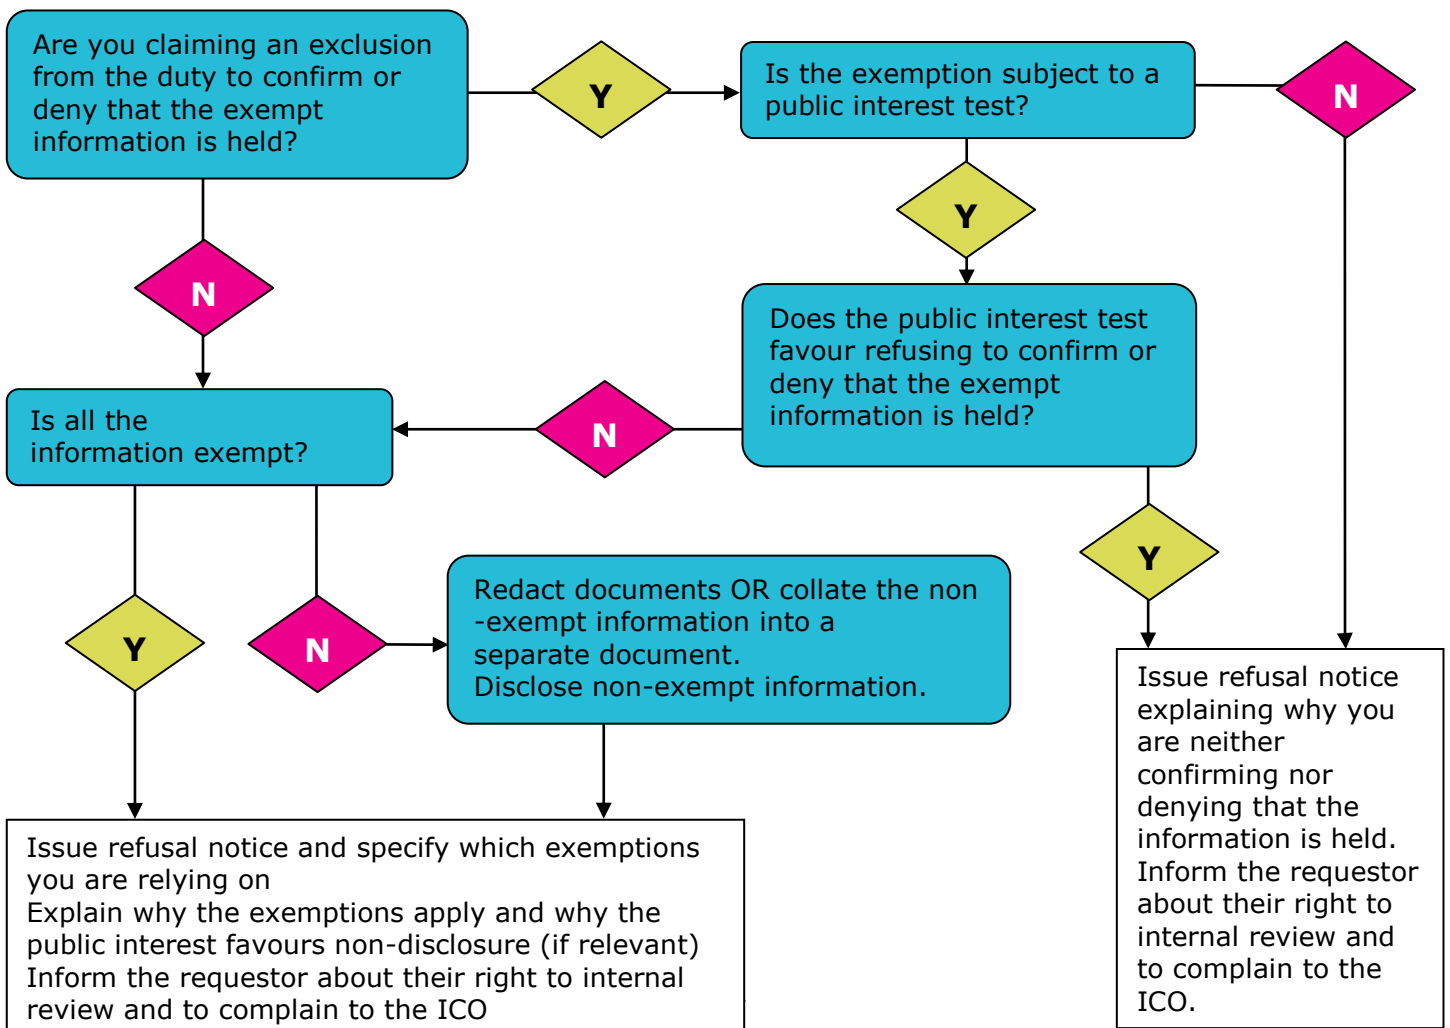 Are you claiming an exclusion
from the duty to confirm or
deny that the exempt
information is held?
Y
Is the exemption subject to a
public interest test?
N
Y
N
Does the public interest test
favour refusing to confirm or
deny that the exempt
information is held?
Is all the
information exempt?
N
Y
Y
N
Redact documents OR collate the non
-exempt information into a
separate document.
Disclose non-exempt information.
Issue refusal notice
explaining why you
are neither
confirming nor
denying that the
information is held.
Inform the requestor
about their right to
internal review and
to complain to the
ICO.
Issue refusal notice and specify which exemptions
you are relying on
Explain why the exemptions apply and why the
public interest favours non-disclosure (if relevant)
Inform the requestor about their right to internal
review and to complain to the ICO